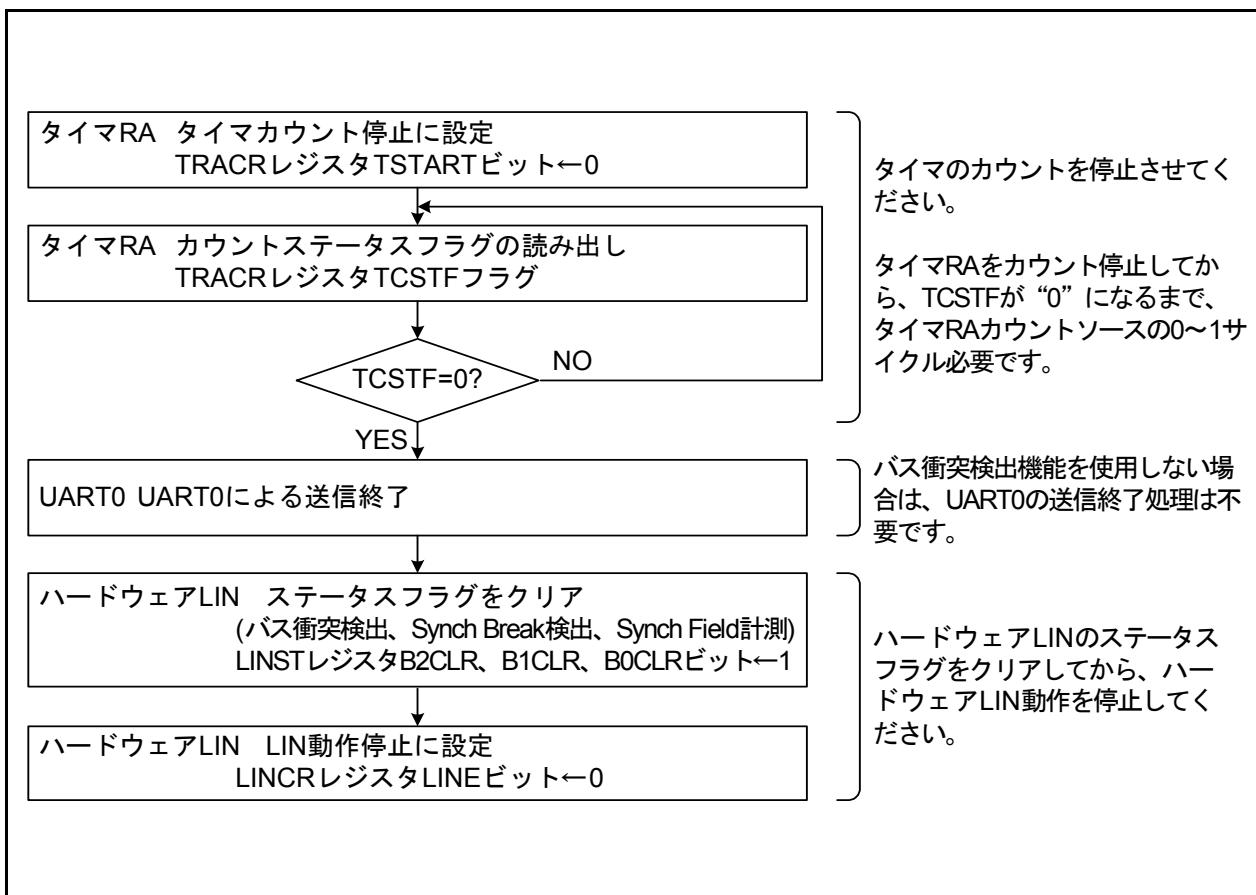 タイマRA タイマカウント停止に設定
TRACRレジスタTSTARTビット←0
タイマRA カウントステータスフラグの読み出し
TRACRレジスタTCSTFフラグ
TCSTF=0?
NO
YES
タイマのカウントを停止させてく
ださい。
タイマRAをカウント停止してか
ら、TCSTFが“0”になるまで、
タイマRAカウントソースの0～1サ
イクル必要です。
UART0 UART0による送信終了
バス衝突検出機能を使用しない場
合は、UART0の送信終了処理は不
要です。
ハードウェアLIN ステータスフラグをクリア
(バス衝突検出、Synch Break検出、Synch Field計測)
LINSTレジスタB2CLR、B1CLR、B0CLRビット←1
ハードウェアLIN LIN動作停止に設定
LINCRレジスタLINEビット←0
ハードウェアLINのステータス
フラグをクリアしてから、ハー
ドウェアLIN動作を停止してく
ださい。